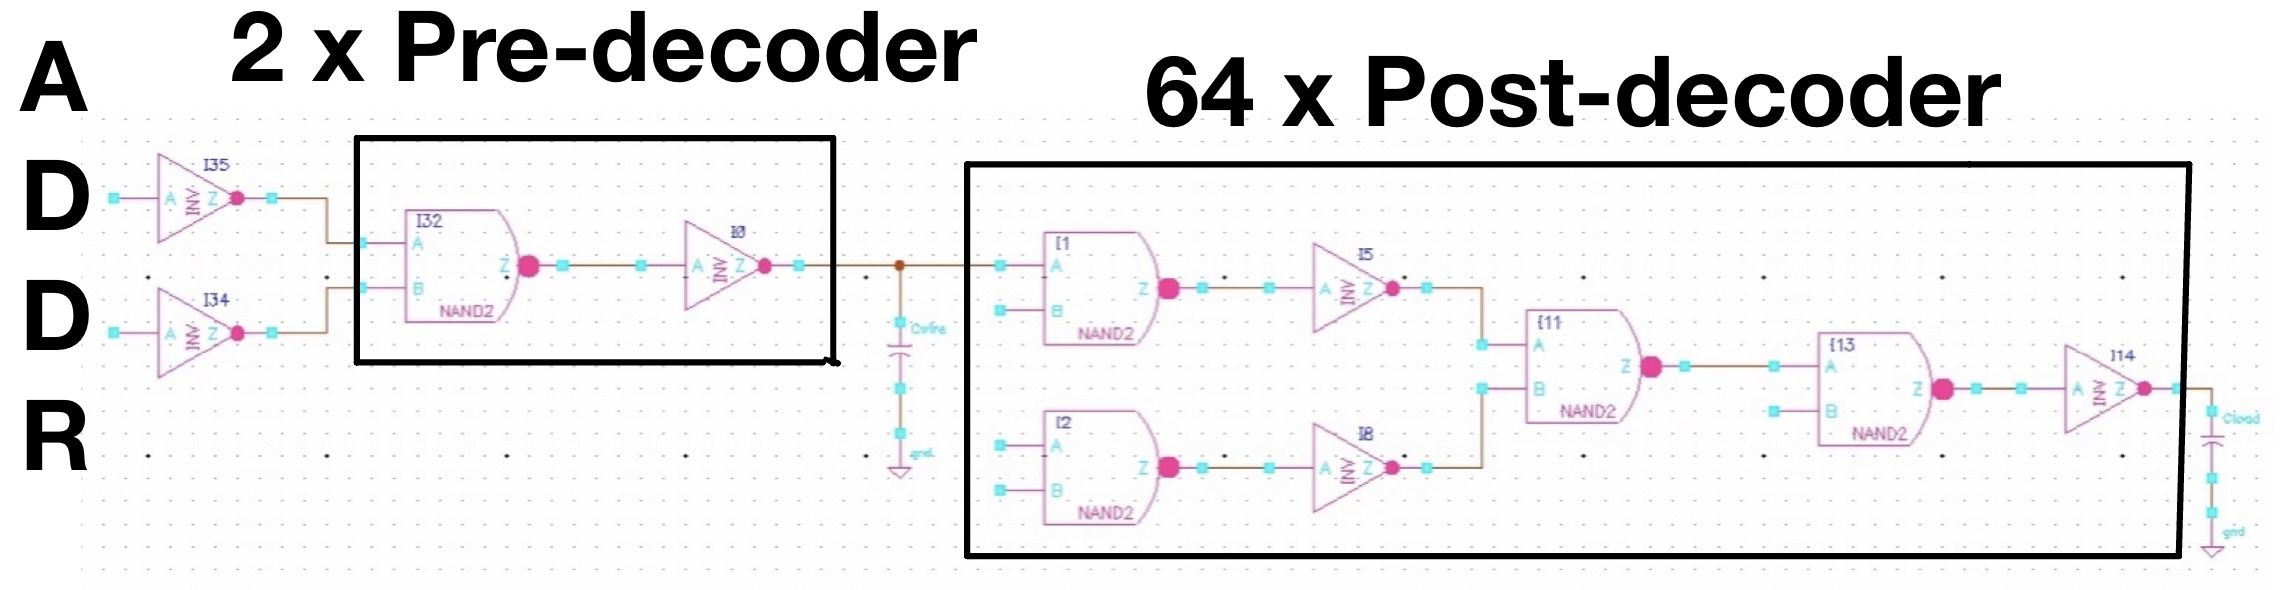 2 x Pre-decoder
64 x Post-decoder
A
D
D
R
I35
A INV Z
I34
A INV Z
I32
A
B
Z
NAND2
I0
A INV Z
Cwire
gnd
I1
A
B
Z
NAND2
I2
A
B
Z
NAND2
I5
A INV Z
I8
A INV Z
I11
A
B
Z
NAND2
I13
A
B
Z
NAND2
I14
A INV Z
Cload
gnd